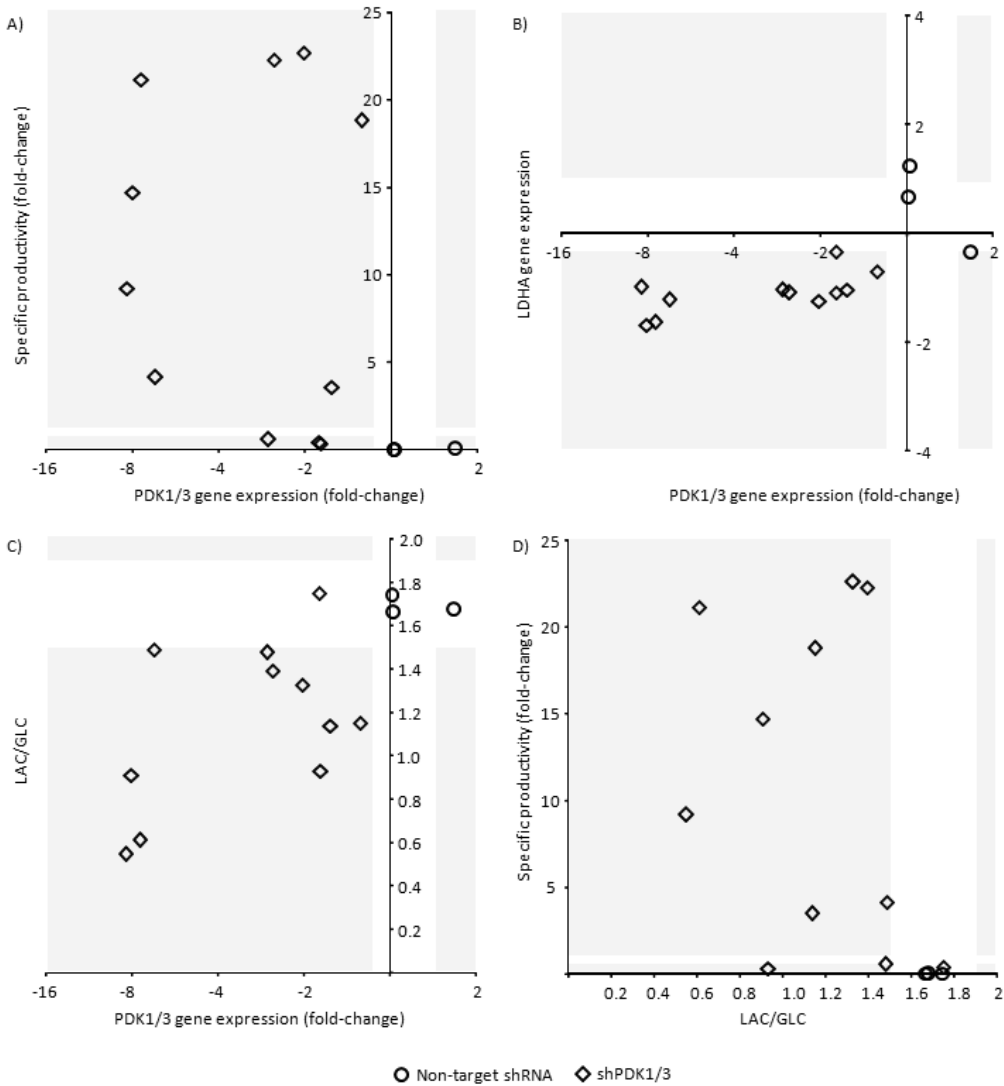 A)
25
20
15
10
5
-16
-8
-4
-2
2
Specific productivity (fold-change)
PDK1/3 gene expression (fold-change)
B)
4
2
-16
-8
-4
-2
2
-2
-4
LDHA gene expression
PDK1/3 gene expression (fold-change)
C)
2.0
1.8
1.6
1.4
1.2
1.0
0.8
0.6
0.4
0.2
-16
-8
-4
-2
2
LAC/GLC
PDK1/3 gene expression (fold-change)
D)
25
20
15
10
5
0.2 0.4 0.6 0.8 1.0 1.2 1.4 1.6 1.8 2
Specific productivity (fold-change)
LAC/GLC
Non-target shRNA shPDK1/3